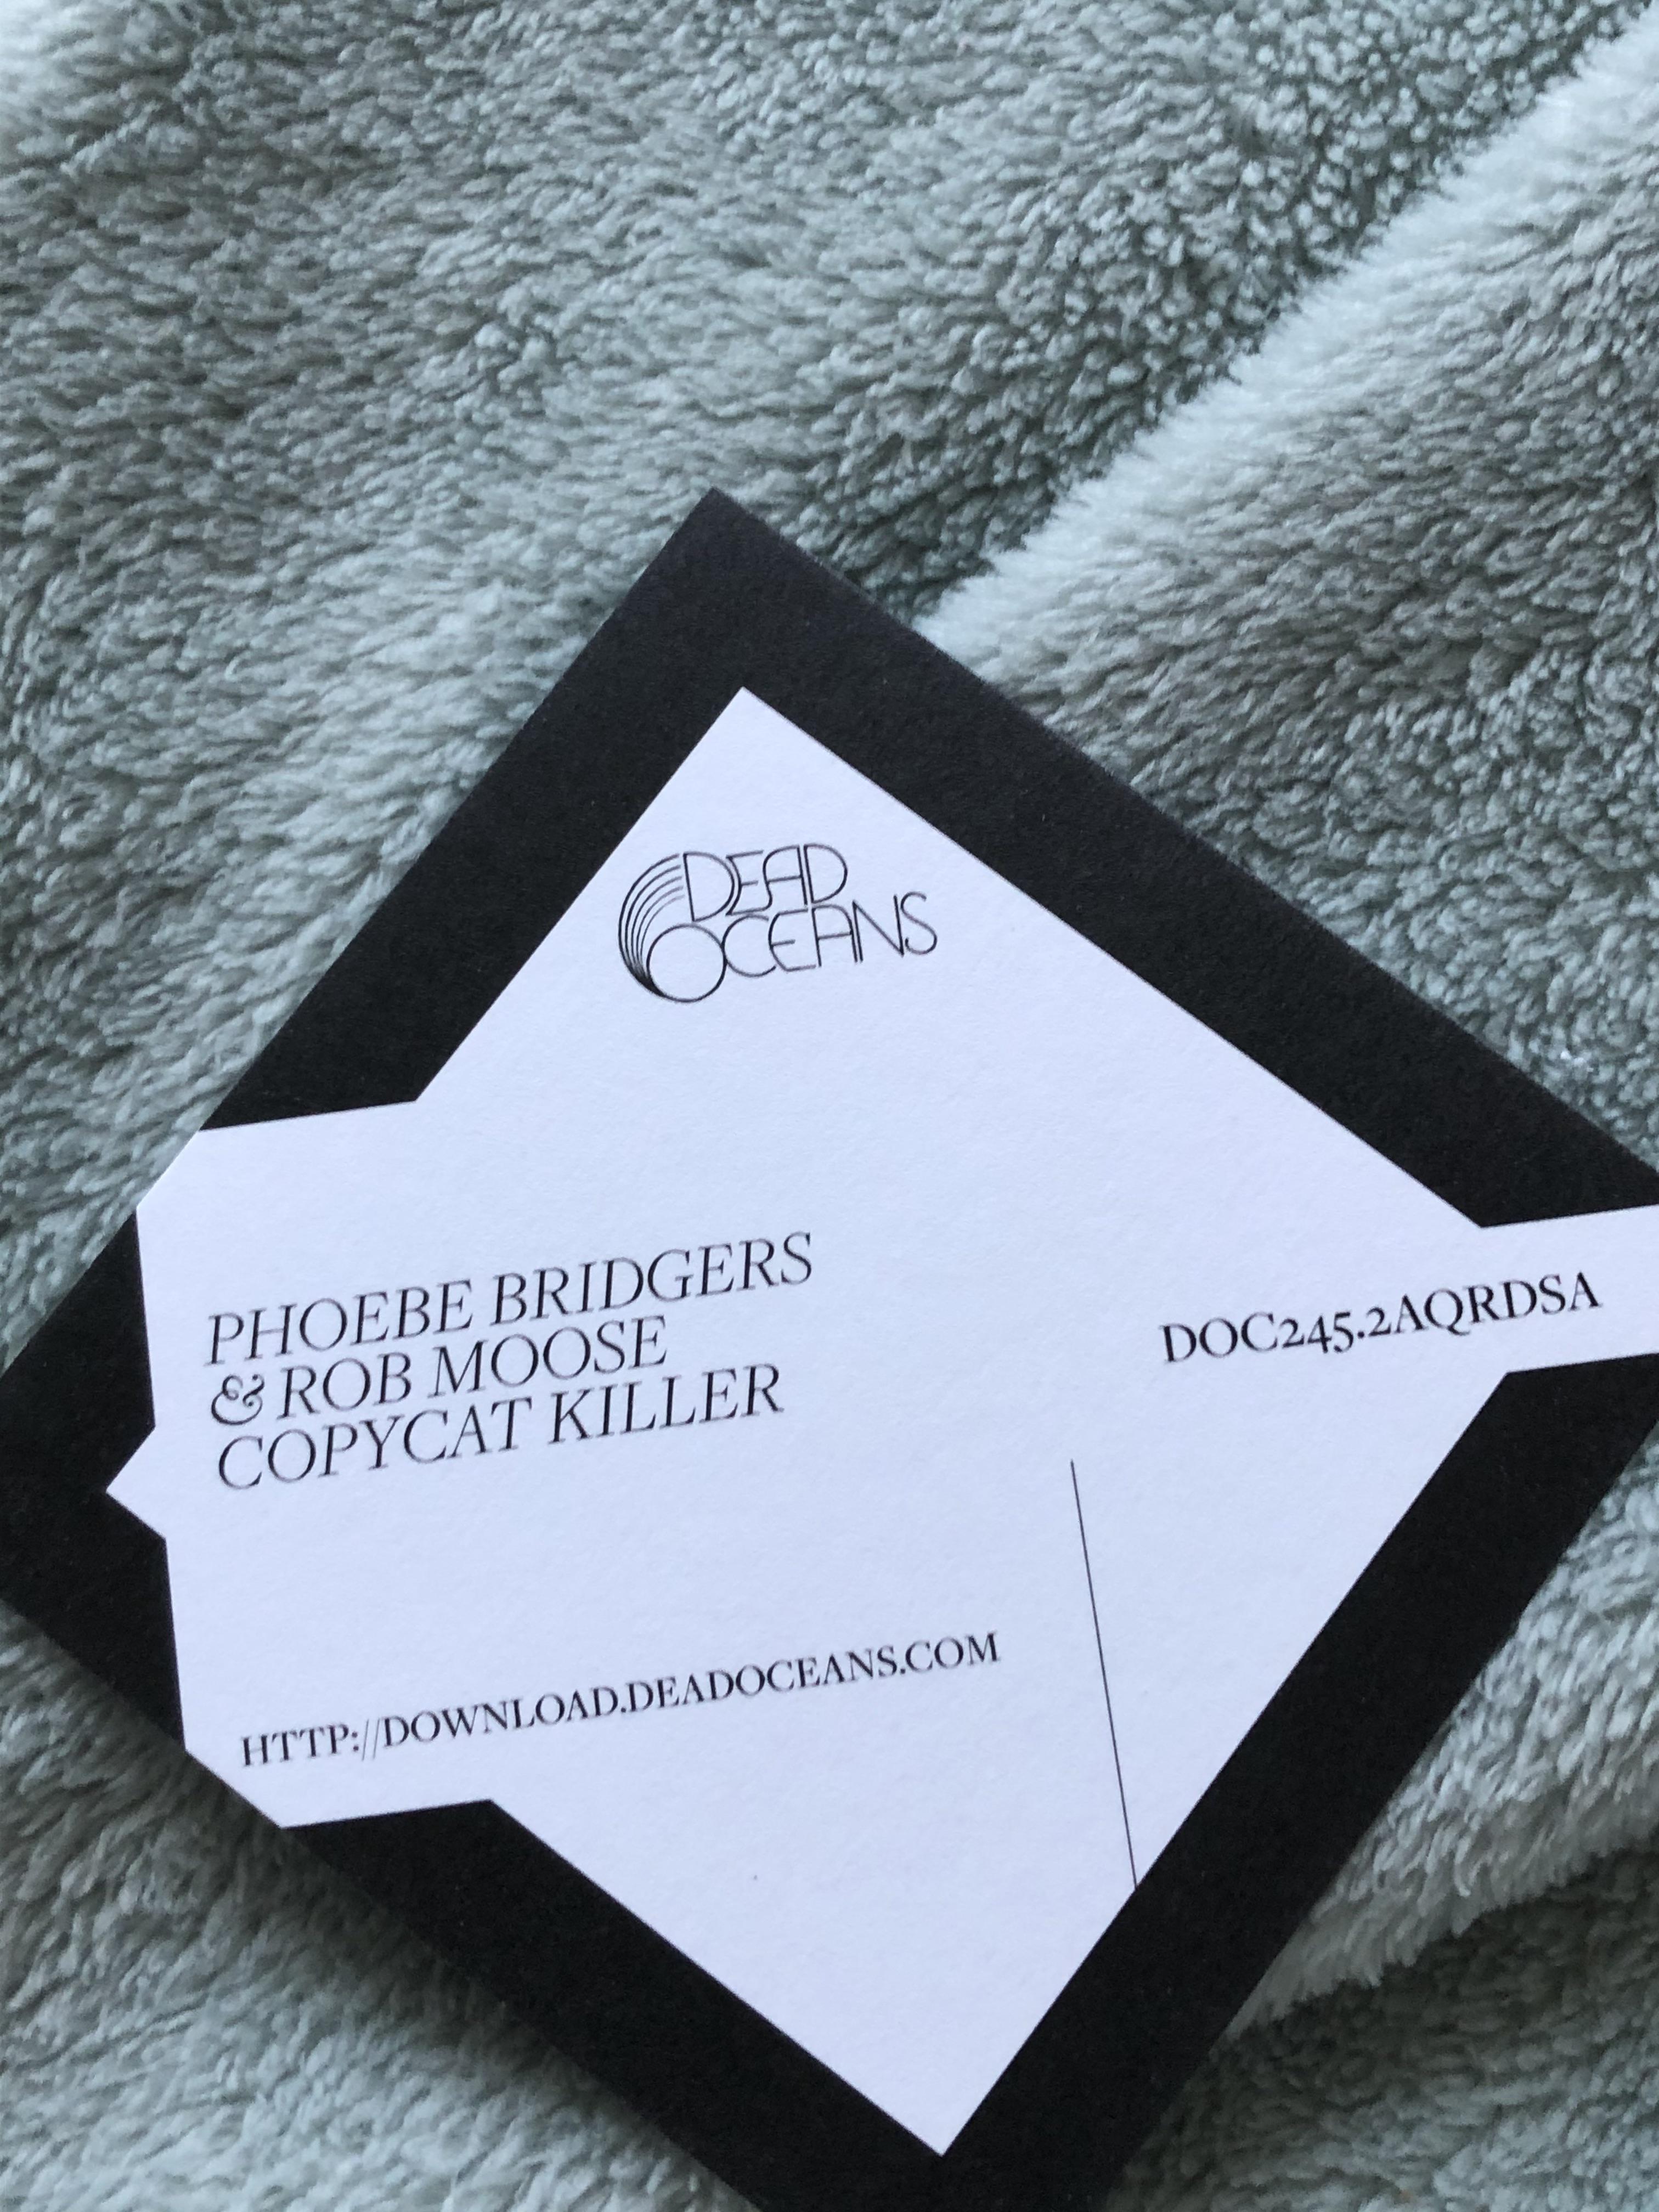 DEAD
OCEANS
PHOEBE BRIDGERS
& ROB MOOSE
COPYCAT KILLER
DOC245.2AQRDSA
HTTP://DOWNLOAD.DEADOCEANS.COM